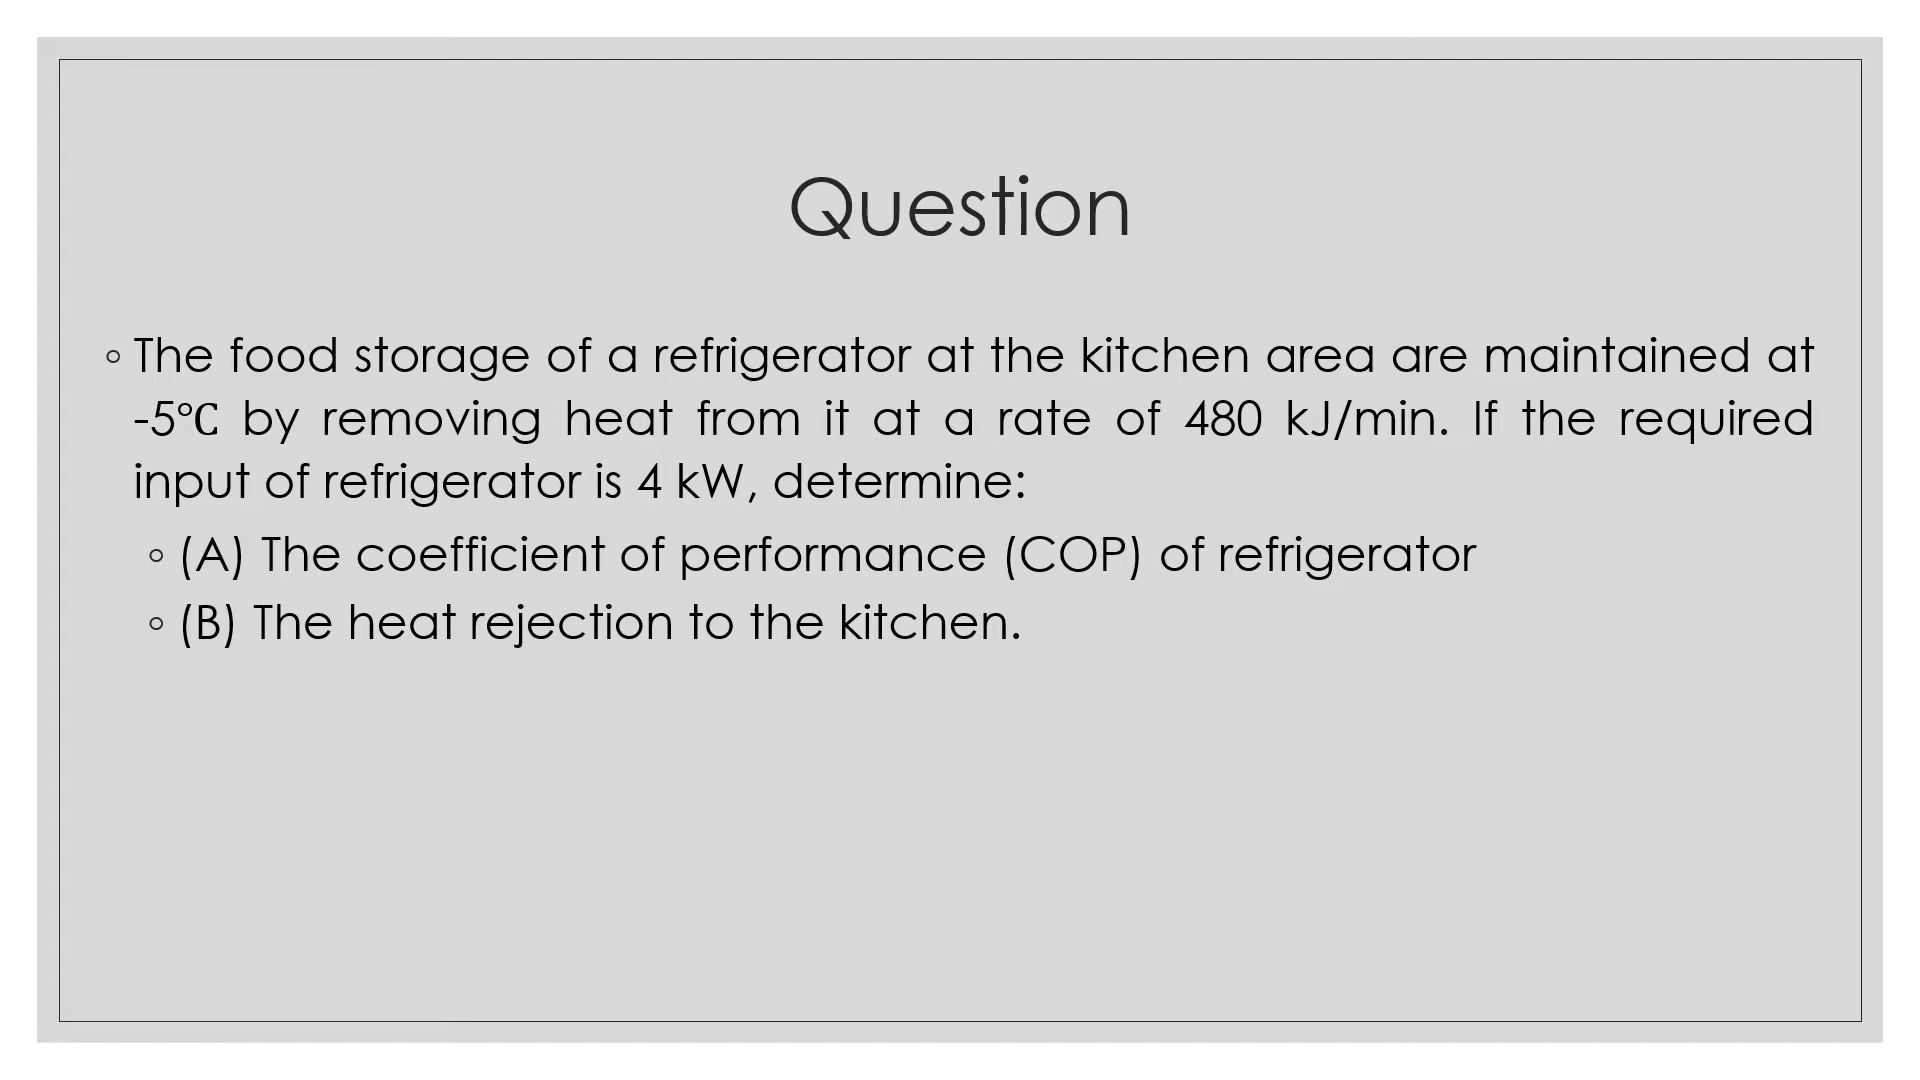 Question
◦ The food storage of a refrigerator at the kitchen area are maintained at
-5℃ by removing heat from it at a rate of 480 kJ/min. If the required
input of refrigerator is 4 kW, determine:
◦ (A) The coefficient of performance (COP) of refrigerator
◦ (B) The heat rejection to the kitchen.